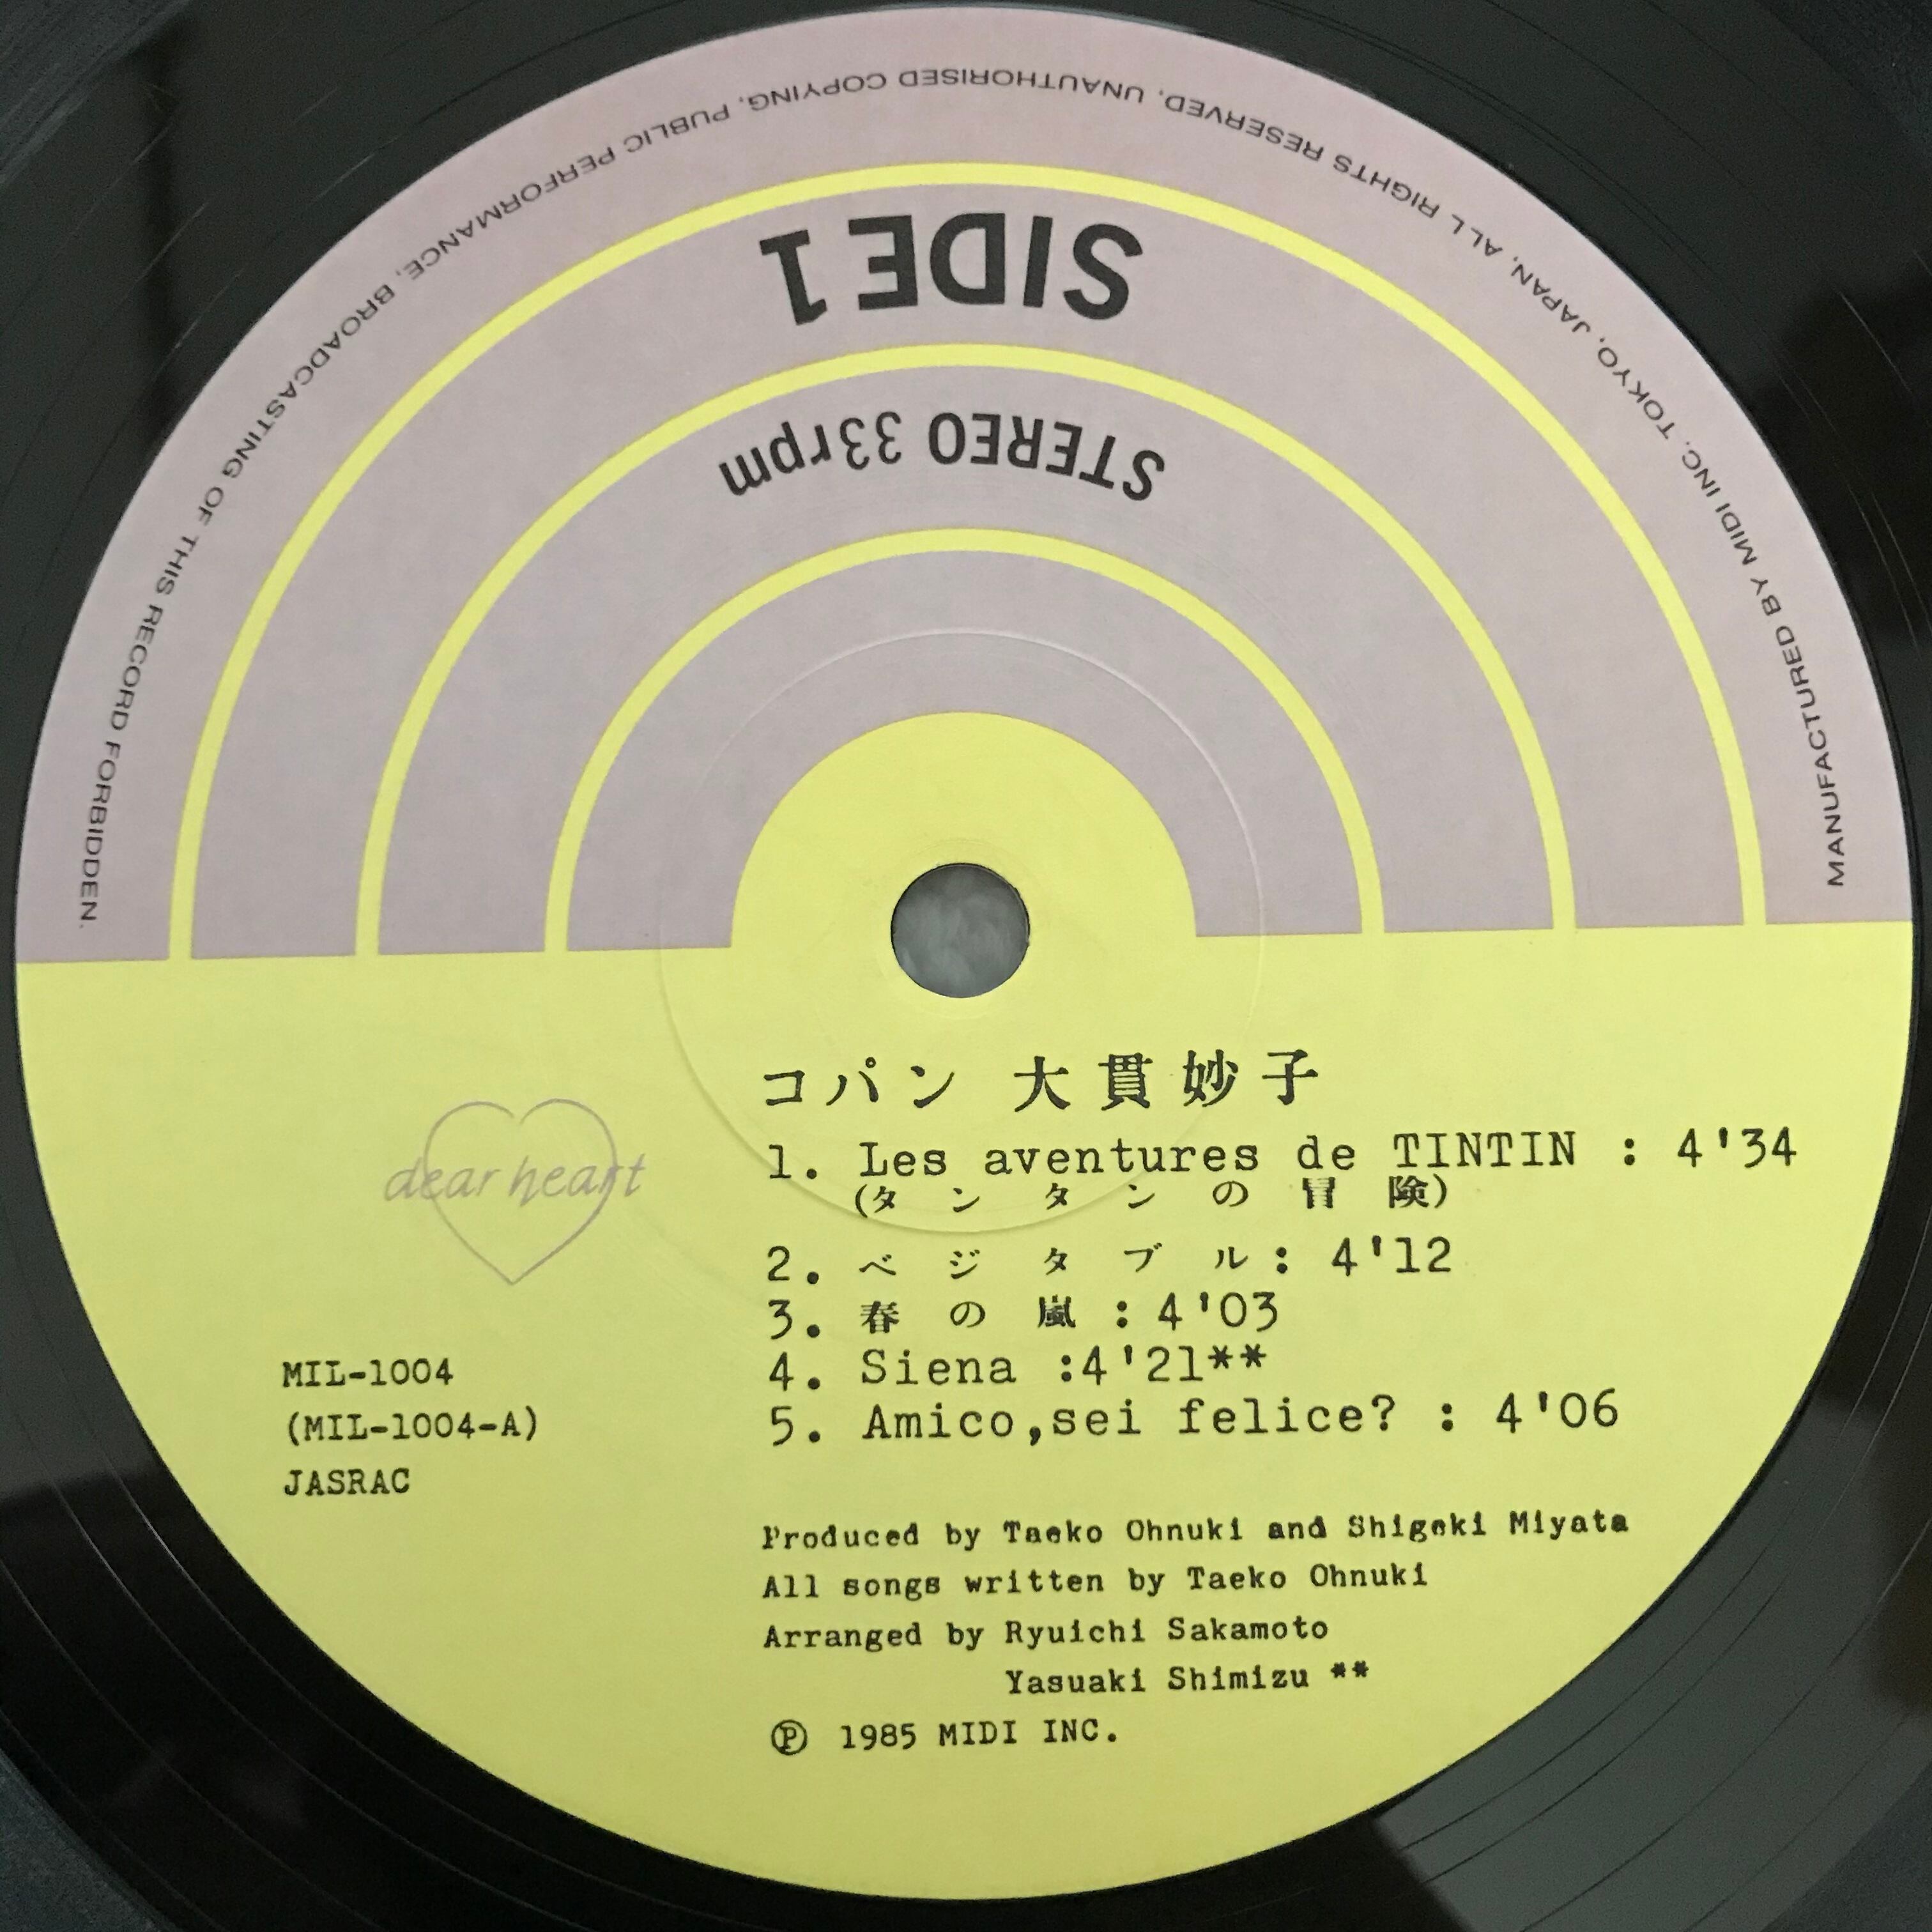 MANUFACTURED BY MIDI INC. TOKYO, JAPAN, ALL RIGHTS RESERVED, UNAUTHORISED COPYING, PUBLIC PERFORMANCE, BROADCASTING OF THIS RECORD FORBIDDEN.
SIDE 1
STEREO 33rpm
dear heart
MIL-1004
(MIL-1004-A)
JASRAC
コパン 大貫妙子
1. Les aventures de TINTIN : 4'34
(タンタンの冒険)
2. ベジタブル: 4'12
3. 春の嵐 : 4'03
4. Siena :4'21**
5. Amico,sei felice? : 4'06
Produced by Taeko Ohnuki and Shigeki Miyata
All songs written by Taeko Ohnuki
Arranged by Ryuichi Sakamoto
Yasuaki Shimizu **
Ⓟ 1985 MIDI INC.